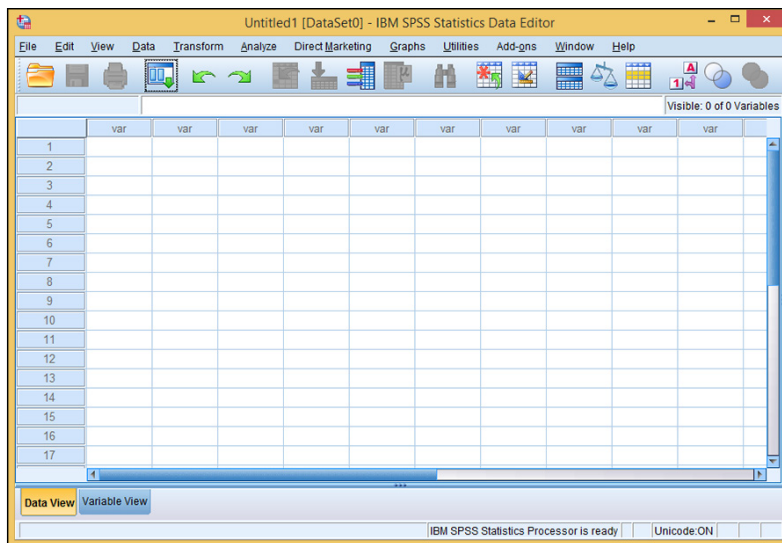 Untitled1 [DataSet0] - IBM SPSS Statistics Data Editor
File Edit View Data Transform Analyze Direct Marketing Graphs Utilities Add-ons Window Help
A
1 4 μ
Visible: 0 of 0 Variables
var var var var var var var var var var
1
2
3
4
5
6
7
8
9
10
11
12
13
14
15
16
17
Data View Variable View
IBM SPSS Statistics Processor is ready Unicode:ON